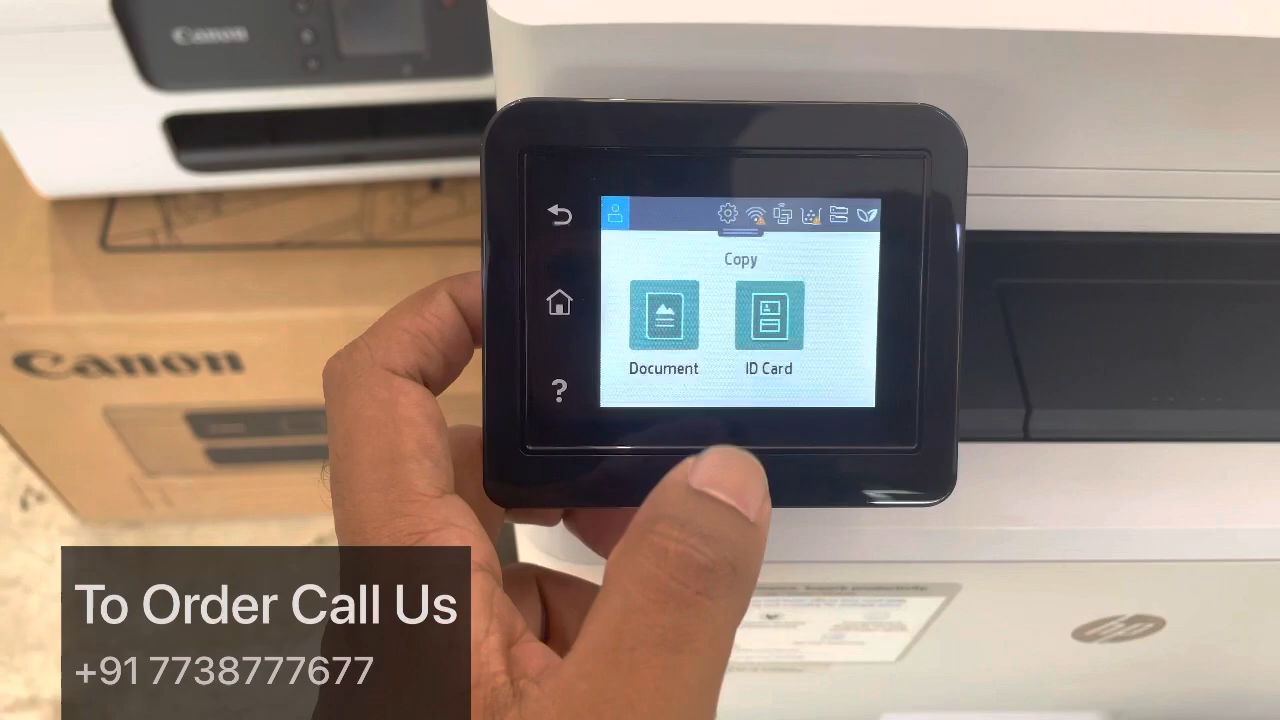 Canon
Copy
Document
ID Card
?
Canon
hp
To Order Call Us
+91 7738777677